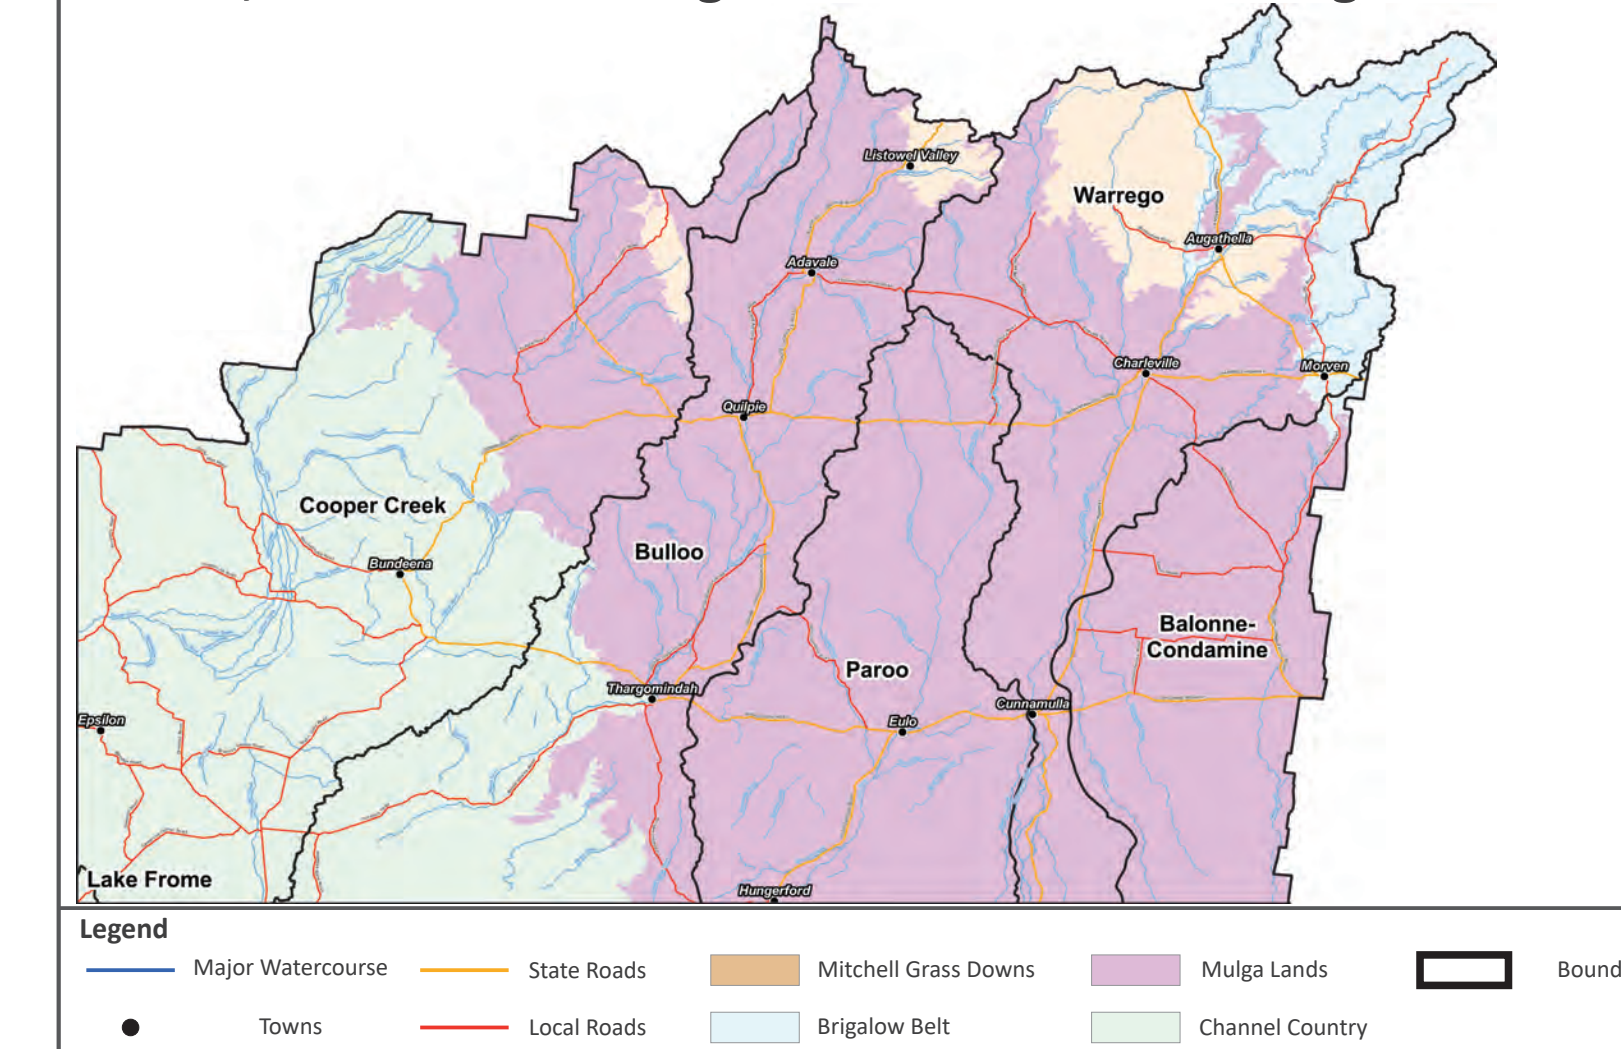 Listowel Valley
Warrego
Augathella
Adavale
Charleville
Morven
Quilpie
Cooper Creek
Bulloo
Bundeena
Balonne-
Condamine
Paroo
Thargomindah
Cunnamulla
Epsilon
Eulo
Lake Frome
Hungerford
Legend
Major Watercourse
State Roads
Mitchell Grass Downs
Mulga Lands
Bound
Towns
Local Roads
Brigalow Belt
Channel Country